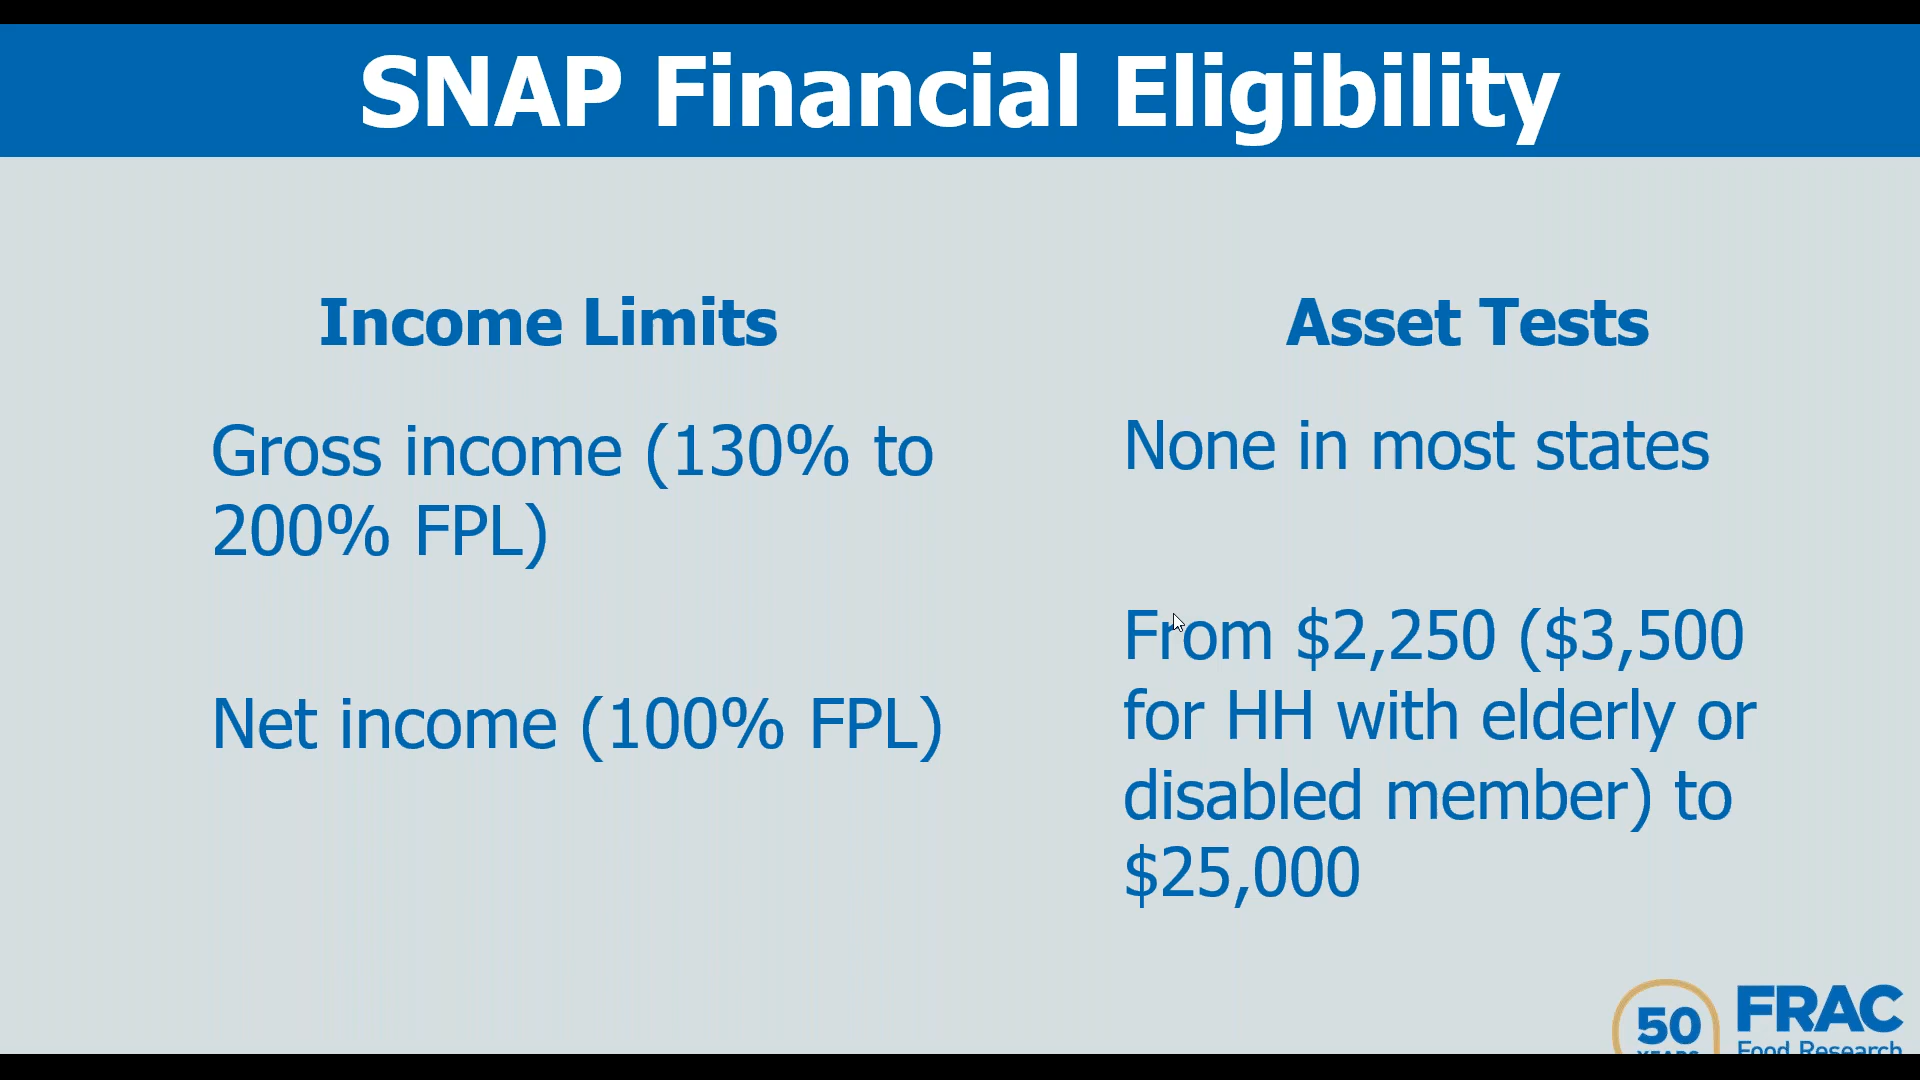 SNAP Financial Eligibility
Income Limits
Gross income (130% to
200% FPL)
Net income (100% FPL)
Asset Tests
None in most states
From $2,250 ($3,500
for HH with elderly or
disabled member) to
$25,000
50
YEARS
FRAC
Food Research